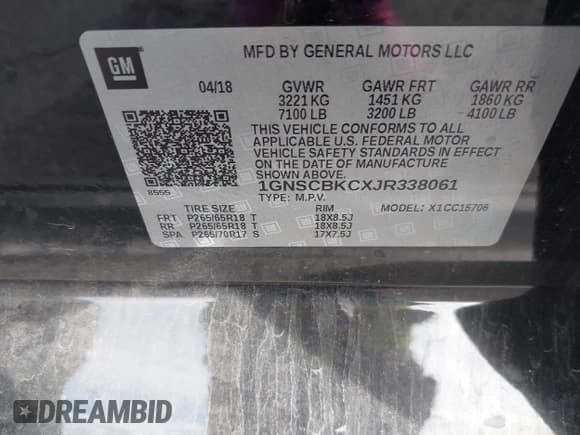 GM
MFD BY GENERAL MOTORS LLC
04/18 GVWR GAWR FRT GAWR RR
3221 KG 1451 KG 1860 KG
7100 LB 3200 LB 4100 LB
THIS VEHICLE CONFORMS TO ALL
APPLICABLE U.S. FEDERAL MOTOR
VEHICLE SAFETY STANDARDS IN EFFECT
ON THE DATE OF MANUFACTURE
SHOWN ABOVE.
8555
1GNSCBKCXJR338061
TYPE: M.P.V.
TIRE SIZE RIM MODEL: X1CC15706
FRT P265/65R18 T 18X8.5J
RR P265/65R18 T 18X8.5J
SPA P265/70R17 S 17X7.5J
DREAMBID